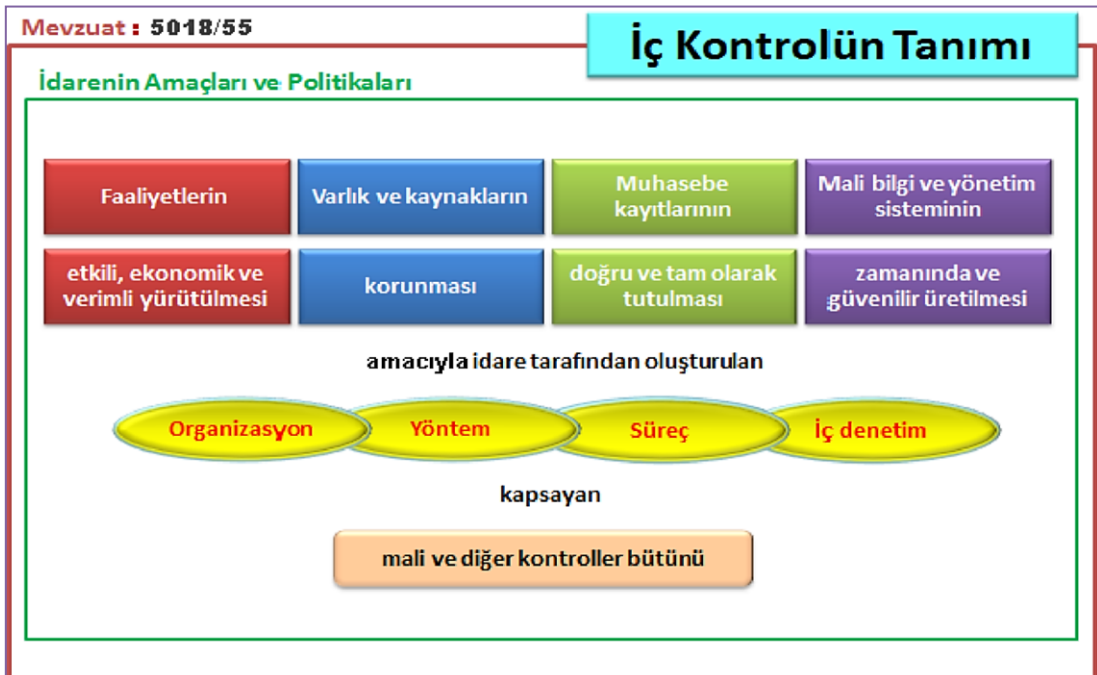 Mevzuat : 5018/55
İç Kontrolün Tanımı
İdarenin Amaçları ve Politikaları
Faaliyetlerin
etkili, ekonomik ve
verimli yürütülmesi
Varlık ve kaynakların
korunması
Muhasebe
kayıtlarının
doğru ve tam olarak
tutulması
Mali bilgi ve yönetim
sisteminin
zamanında ve
güvenilir üretilmesi
amacıyla idare tarafından oluşturulan
Organizasyon
Yöntem
Süreç
İç denetim
kapsayan
mali ve diğer kontroller bütünü